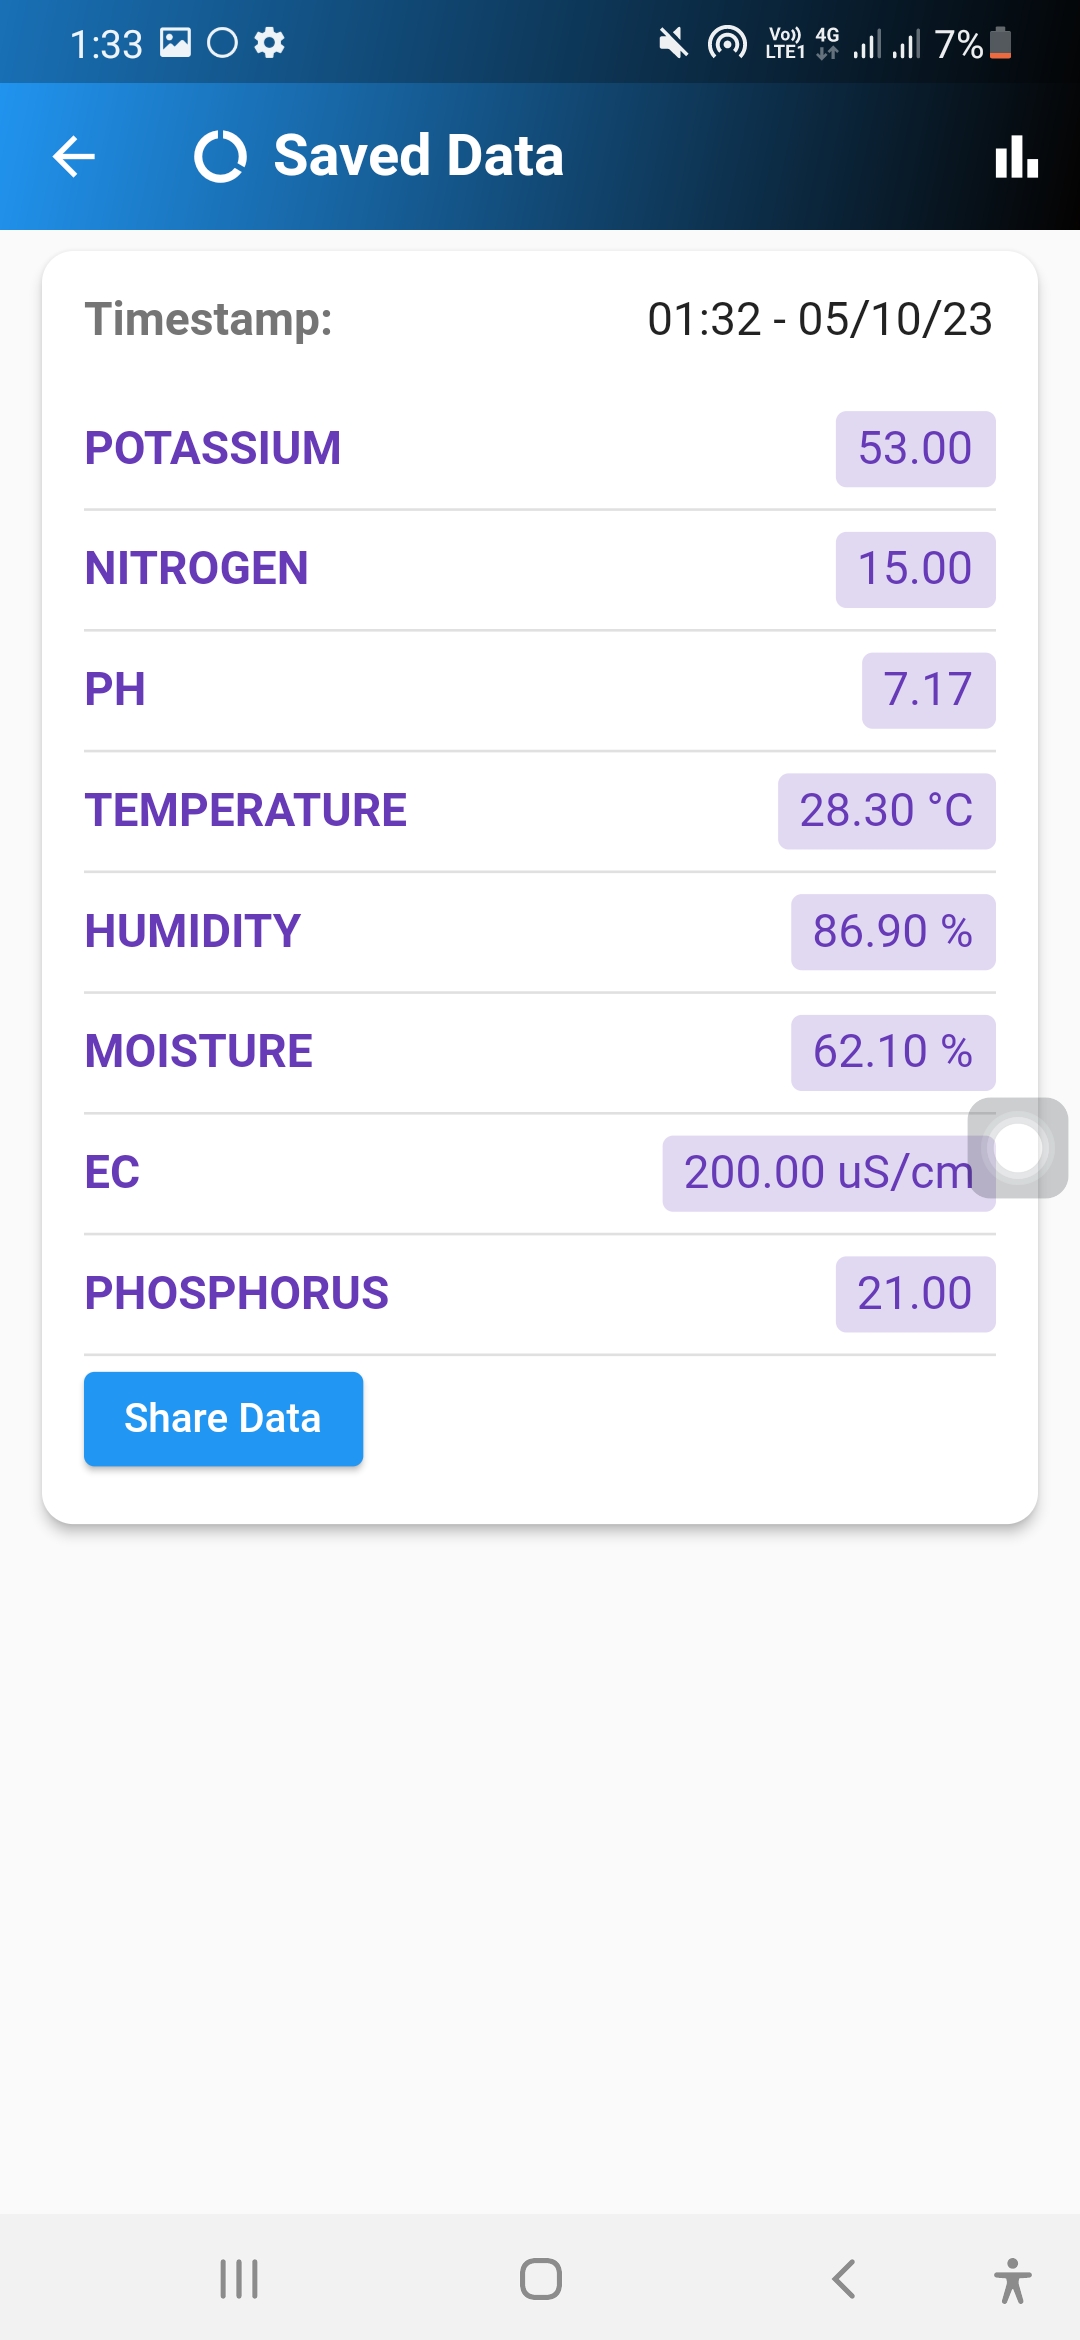 1:33 Vo)) LTE1 4G 7%
Saved Data
Timestamp: 01:32 - 05/10/23
POTASSIUM 53.00
NITROGEN 15.00
PH 7.17
TEMPERATURE 28.30 °C
HUMIDITY 86.90 %
MOISTURE 62.10 %
EC 200.00 uS/cm
PHOSPHORUS 21.00
Share Data